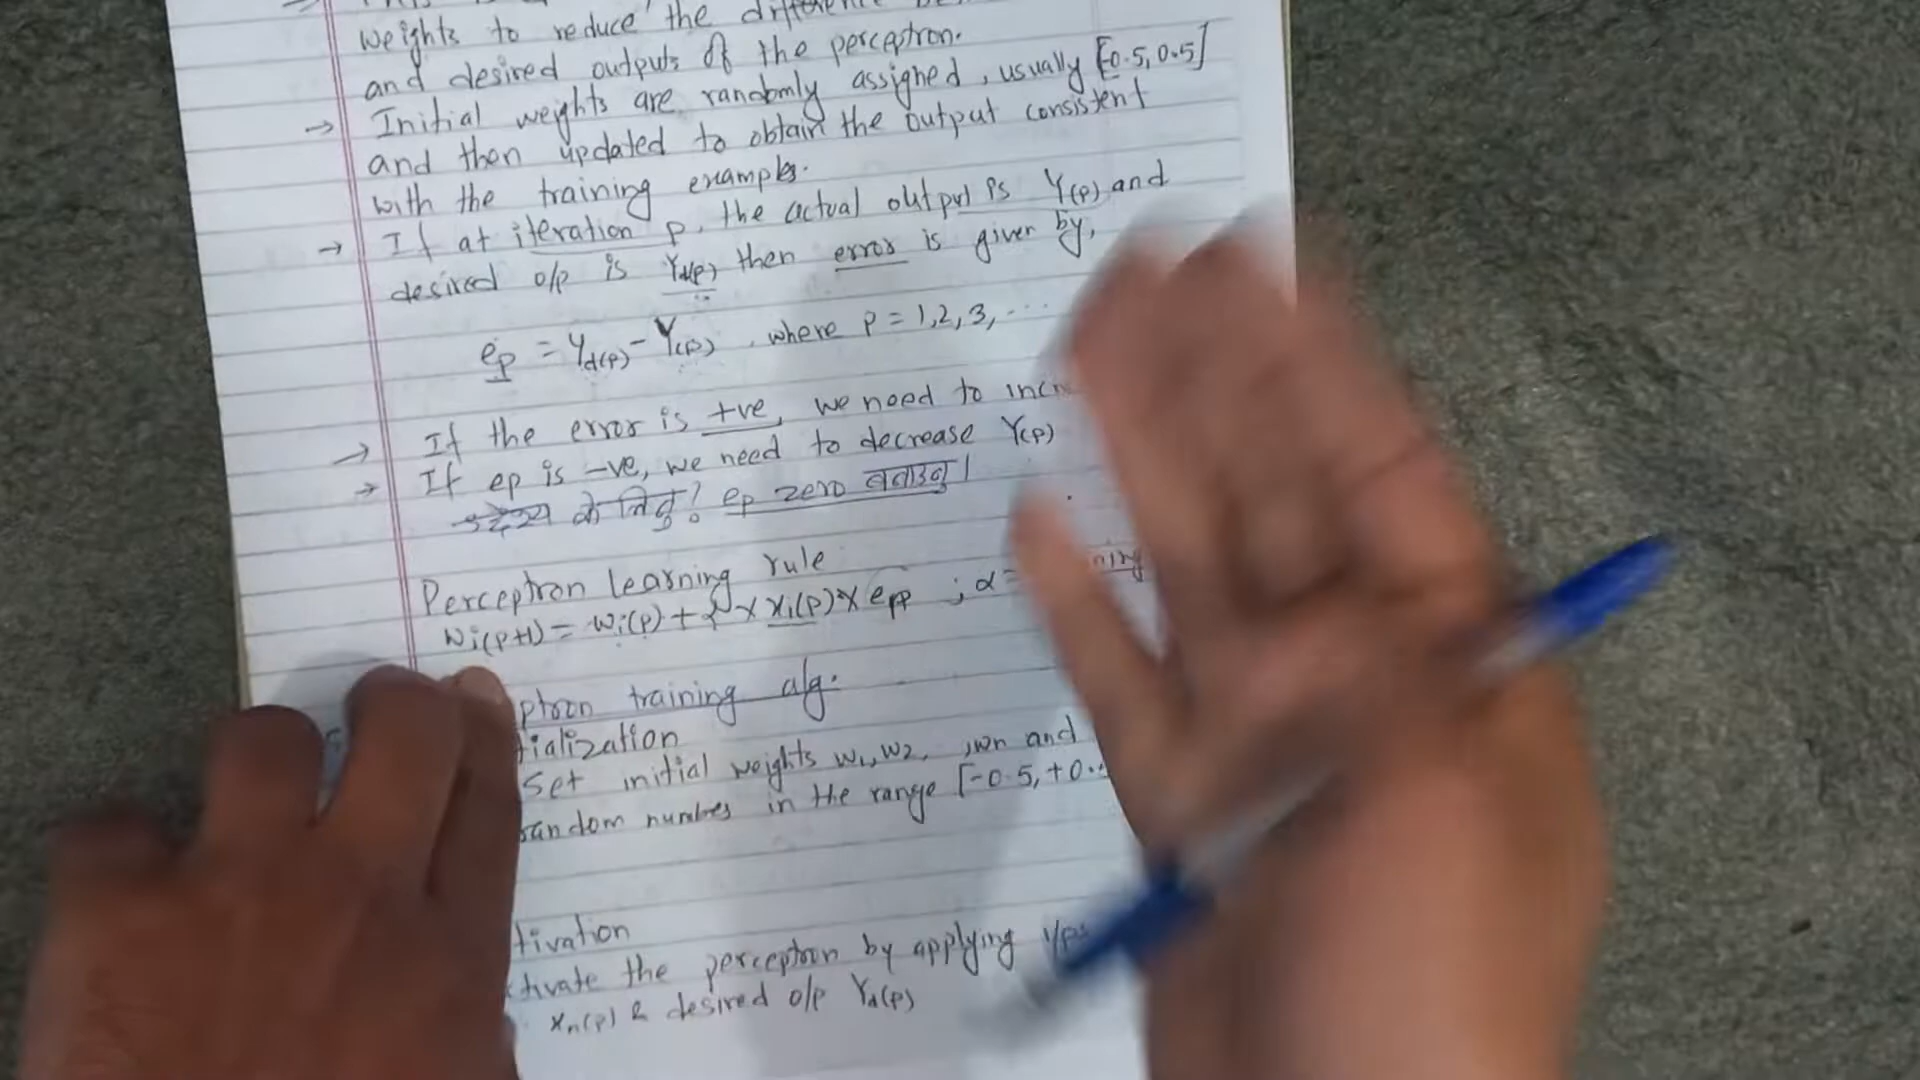 weights to reduce the difference
and desired outputs of the perceptron.
→ Initial weights are randomly assigned, usually [-0.5, 0.5]
and then updated to obtain the output consistent
with the training examples.
→ If at iteration p, the actual output is Y(p) and
desired o/p is Yd(p) then error is given by,
ep = Yd(p) - Y(p), where p = 1,2,3, ...
→ If the error is +ve, we need to
→ If ep is -ve, we need to decrease Y(p)
ep zero बनाउनु।
Perceptron learning rule
wi(p+1) = wi(p) + α × xi(p) × ep ; α =
training alg.
Set initial weights w1, w2, , wn and
random numbers in the range [-0.5, +0.
the perceptron by applying
xn(p) & desired o/p Yd(p)